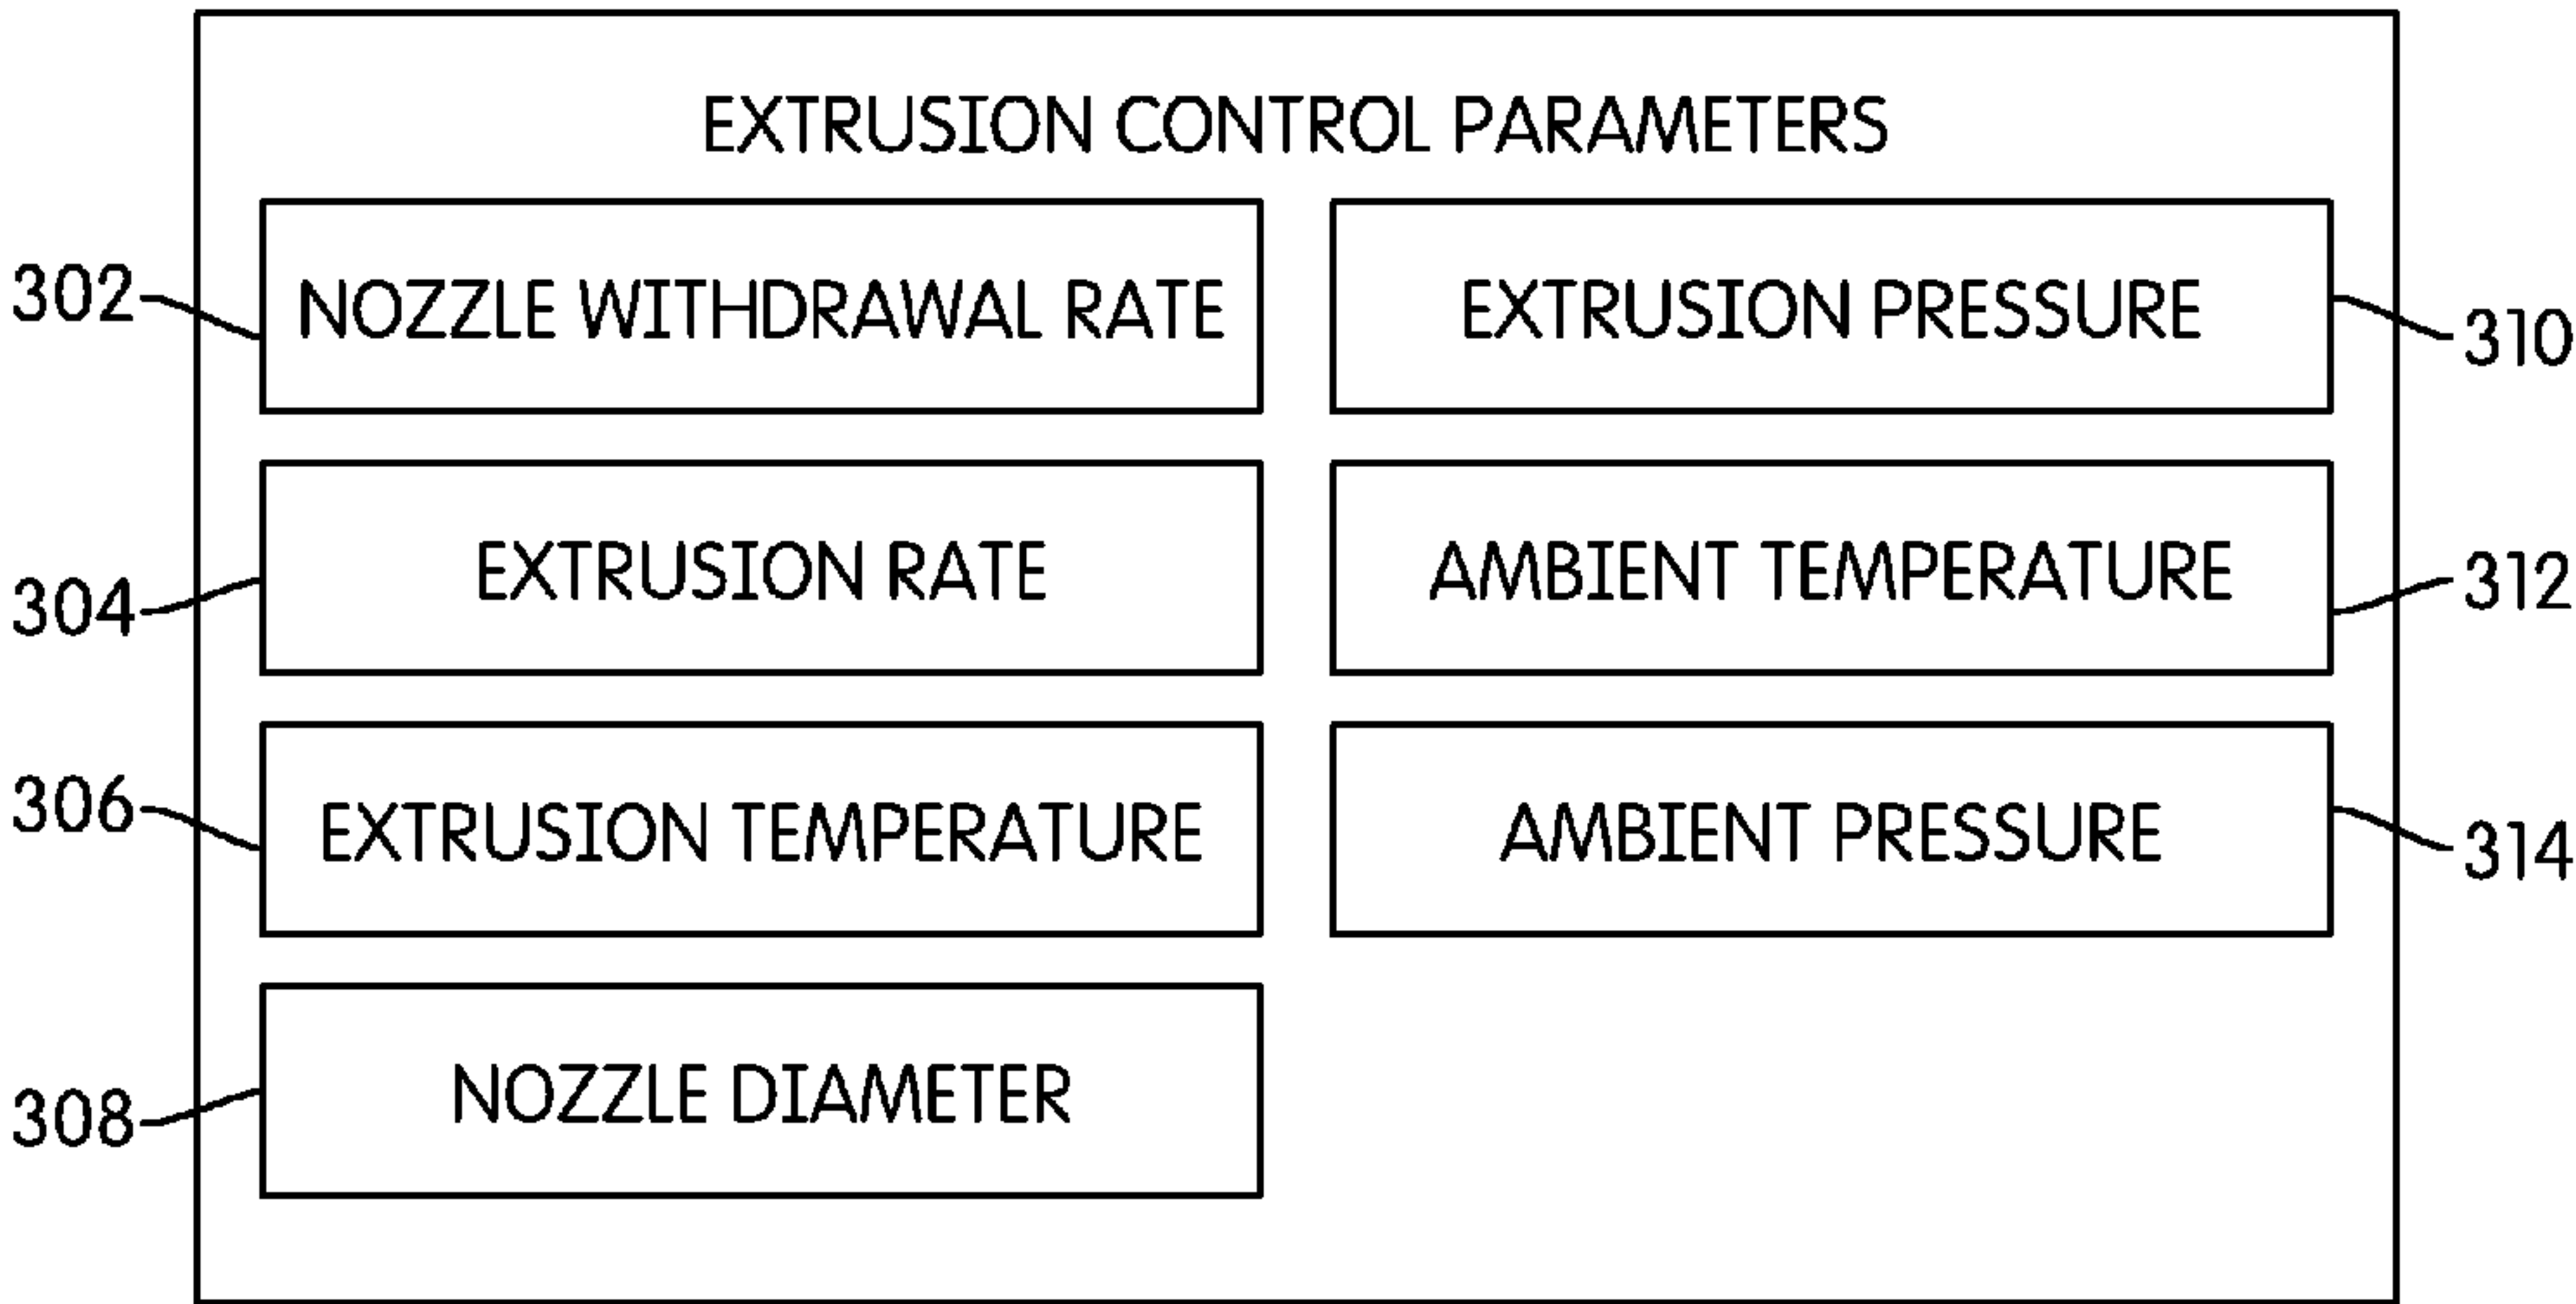 EXTRUSION CONTROL PARAMETERS
302
NOZZLE WITHDRAWAL RATE
EXTRUSION PRESSURE
310
304
EXTRUSION RATE
AMBIENT TEMPERATURE
312
306
EXTRUSION TEMPERATURE
AMBIENT PRESSURE
314
308
NOZZLE DIAMETER